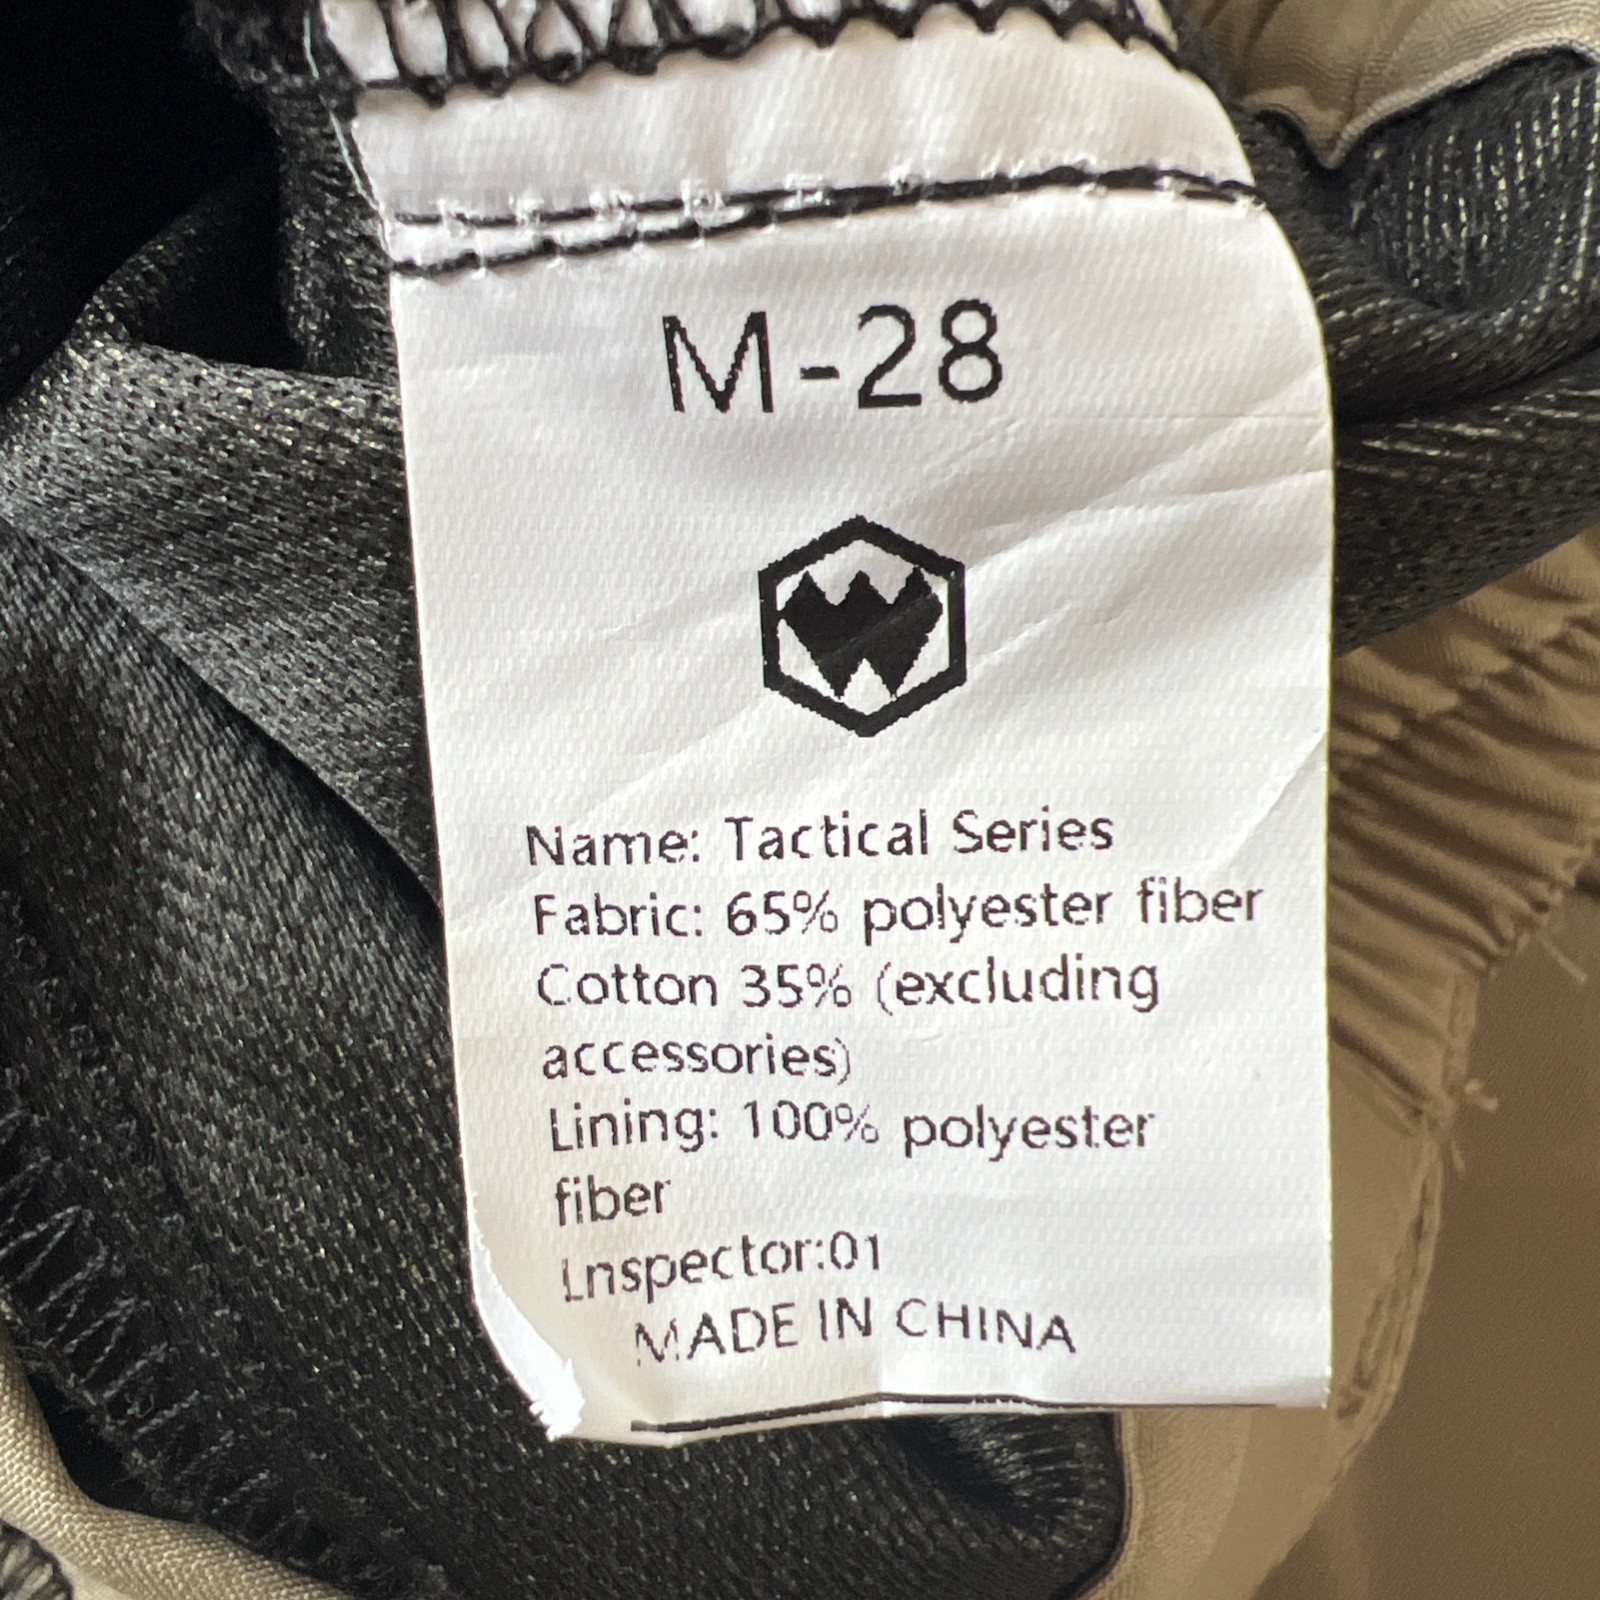 M-28
Name: Tactical Series
Fabric: 65% polyester fiber
Cotton 35% (excluding
accessories)
Lining: 100% polyester
fiber
Lnspector:01
MADE IN CHINA